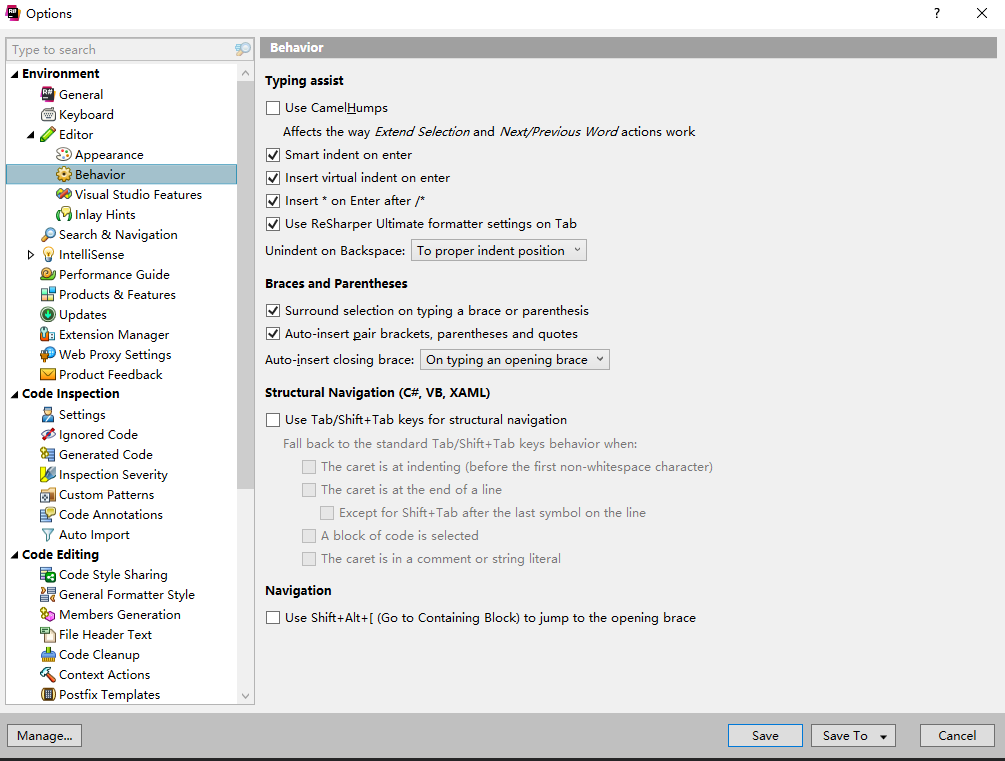 Options
?
Type to search
Environment
General
Keyboard
Editor
Appearance
Behavior
Visual Studio Features
Inlay Hints
Search & Navigation
IntelliSense
Performance Guide
Products & Features
Updates
Extension Manager
Web Proxy Settings
Product Feedback
Code Inspection
Settings
Ignored Code
Generated Code
Inspection Severity
Custom Patterns
Code Annotations
Auto Import
Code Editing
Code Style Sharing
General Formatter Style
Members Generation
File Header Text
Code Cleanup
Context Actions
Postfix Templates
Behavior
Typing assist
Use CamelHumps
Affects the way Extend Selection and Next/Previous Word actions work
Smart indent on enter
Insert virtual indent on enter
Insert * on Enter after /*
Use ReSharper Ultimate formatter settings on Tab
Unindent on Backspace: To proper indent position
Braces and Parentheses
Surround selection on typing a brace or parenthesis
Auto-insert pair brackets, parentheses and quotes
Auto-insert closing brace: On typing an opening brace
Structural Navigation (C#, VB, XAML)
Use Tab/Shift+Tab keys for structural navigation
Fall back to the standard Tab/Shift+Tab keys behavior when:
The caret is at indenting (before the first non-whitespace character)
The caret is at the end of a line
Except for Shift+Tab after the last symbol on the line
A block of code is selected
The caret is in a comment or string literal
Navigation
Use Shift+Alt+[ (Go to Containing Block) to jump to the opening brace
Manage...
Save
Save To
Cancel